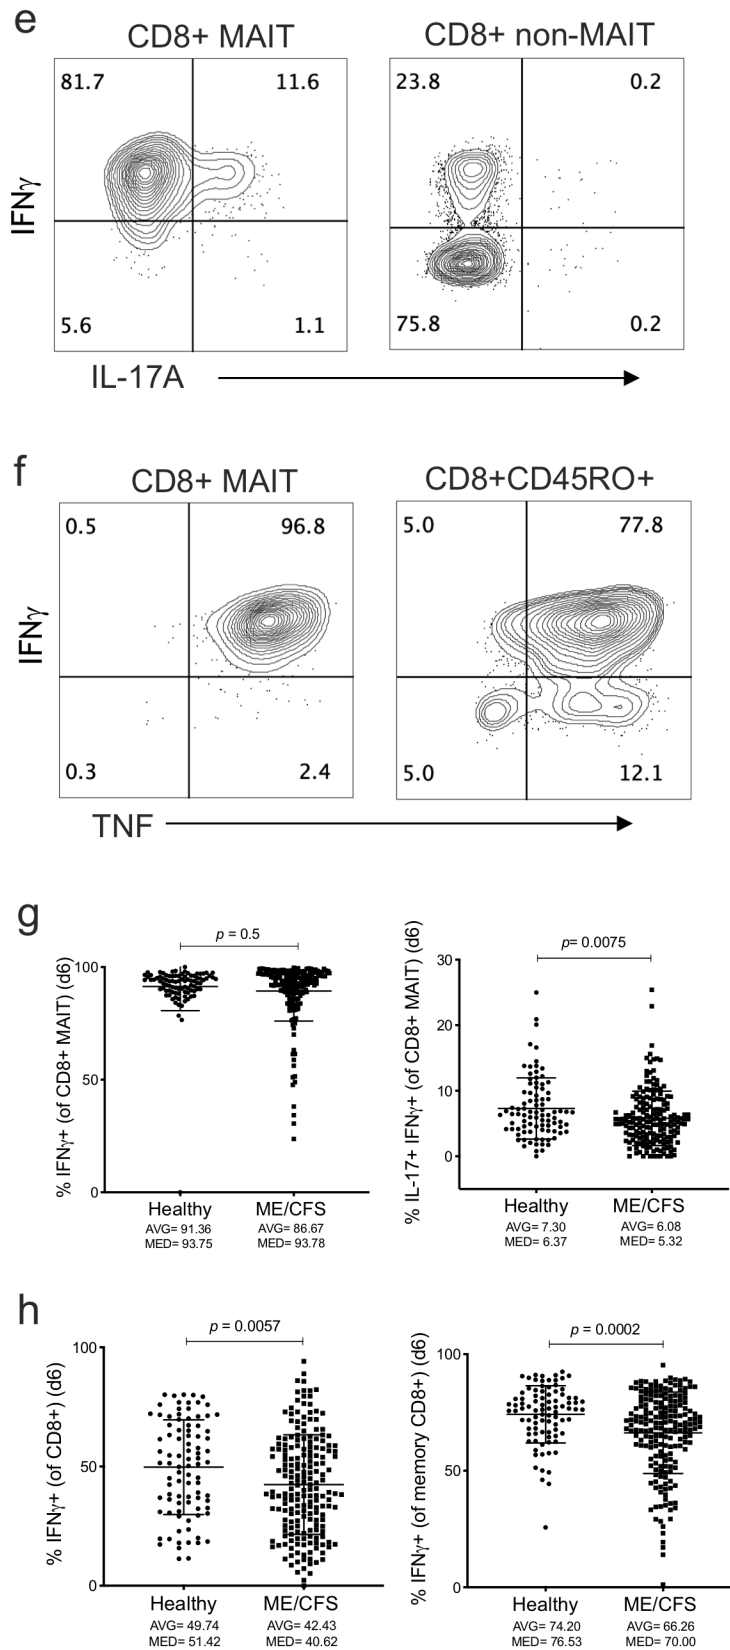 e
CD8+ MAIT
CD8+ non-MAIT
81.7
11.6
23.8
0.2
IFNγ
5.6
1.1
75.8
0.2
IL-17A
f
CD8+ MAIT
CD8+CD45RO+
0.5
96.8
5.0
77.8
IFNγ
0.3
2.4
5.0
12.1
TNF
g
% IFNγ+ (of CD8+ MAIT) (d6)
p = 0.5
100
50
0
Healthy
ME/CFS
AVG= 91.36
AVG= 86.67
MED= 93.75
MED= 93.78
% IL-17+ IFNγ+ (of CD8+ MAIT) (d6)
p= 0.0075
30
20
10
0
Healthy
ME/CFS
AVG= 7.30
AVG= 6.08
MED= 6.37
MED= 5.32
h
% IFNγ+ (of CD8+) (d6)
p = 0.0057
100
50
0
Healthy
ME/CFS
AVG= 49.74
AVG= 42.43
MED= 51.42
MED= 40.62
% IFNγ+ (of memory CD8+) (d6)
p = 0.0002
100
50
0
Healthy
ME/CFS
AVG= 74.20
AVG= 66.26
MED= 76.53
MED= 70.00